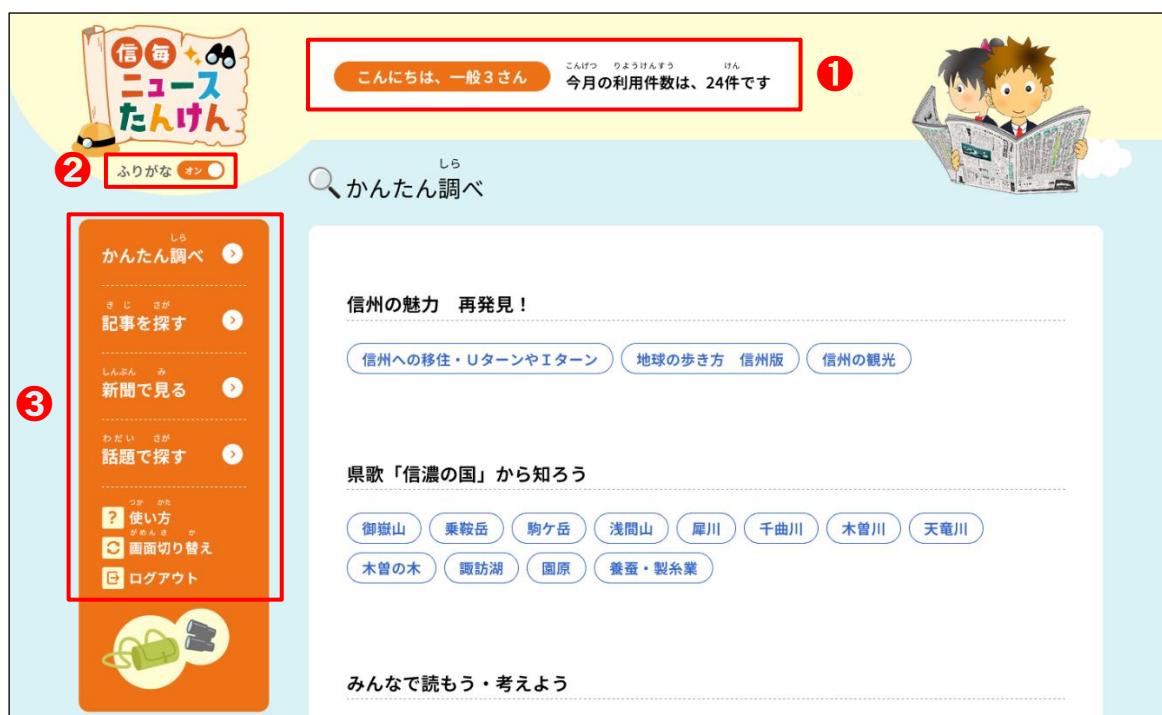 信毎
ニュース
たんけん
こんにちは、一般3さん
こんげつ りようけんすう けん
今月の利用件数は、24件です
❶
❷
ふりがな オン
しら
かんたん調べ
❸
しら
かんたん調べ
きじ さが
記事を探す
しんぶん み
新聞で見る
わだい さが
話題で探す
つか かた
? 使い方
がめんき か
画面切り替え
ログアウト
信州の魅力 再発見!
信州への移住・UターンやIターン 地球の歩き方 信州版 信州の観光
県歌「信濃の国」から知ろう
御嶽山 乗鞍岳 駒ケ岳 浅間山 犀川 千曲川 木曽川 天竜川
木曽の木 諏訪湖 園原 養蚕・製糸業
みんなで読もう・考えよう